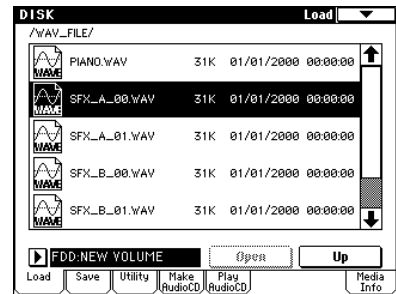 DISK Load
/WAV_FILE/
WAVE PIANO.WAV 31K 01/01/2000 00:00:00
WAVE SFX_A_00.WAV 31K 01/01/2000 00:00:00
WAVE SFX_A_01.WAV 31K 01/01/2000 00:00:00
WAVE SFX_B_00.WAV 31K 01/01/2000 00:00:00
WAVE SFX_B_01.WAV 31K 01/01/2000 00:00:00
FDD:NEW VOLUME Open Up
Load Save Utility Make AudioCD Play AudioCD Media Info